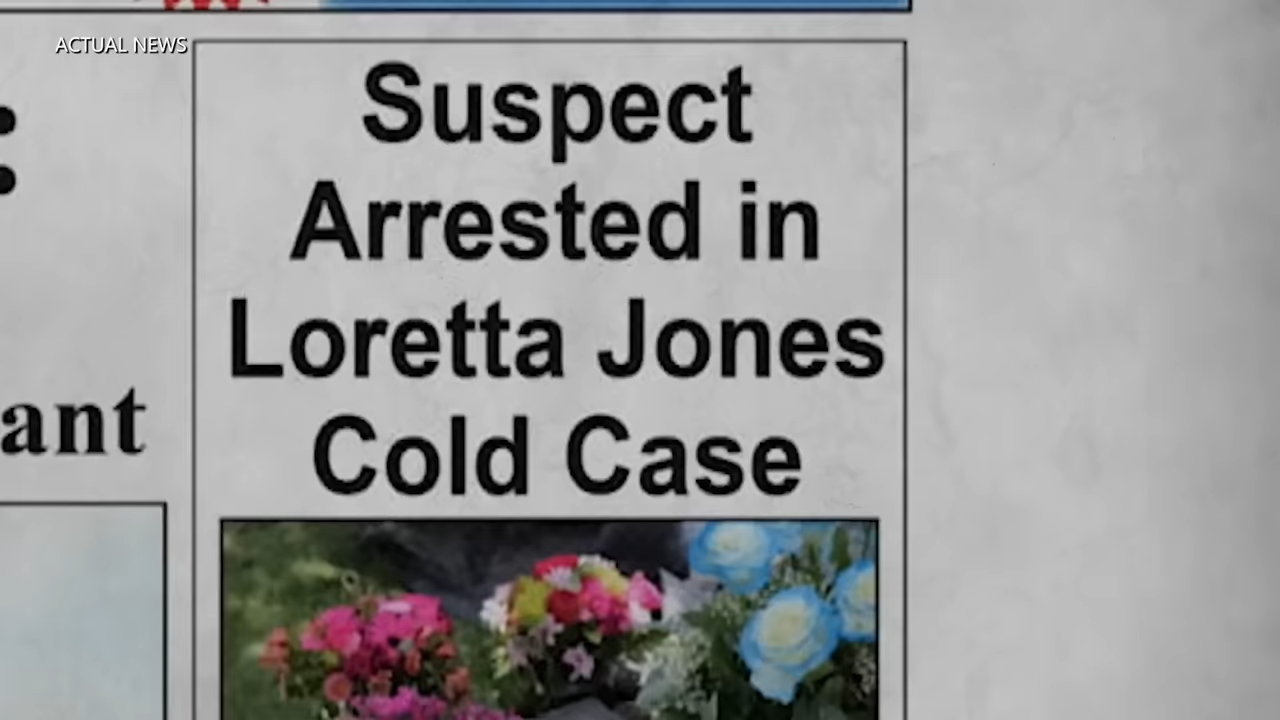 ACTUAL NEWS
Suspect
Arrested in
Loretta Jones
Cold Case
ant